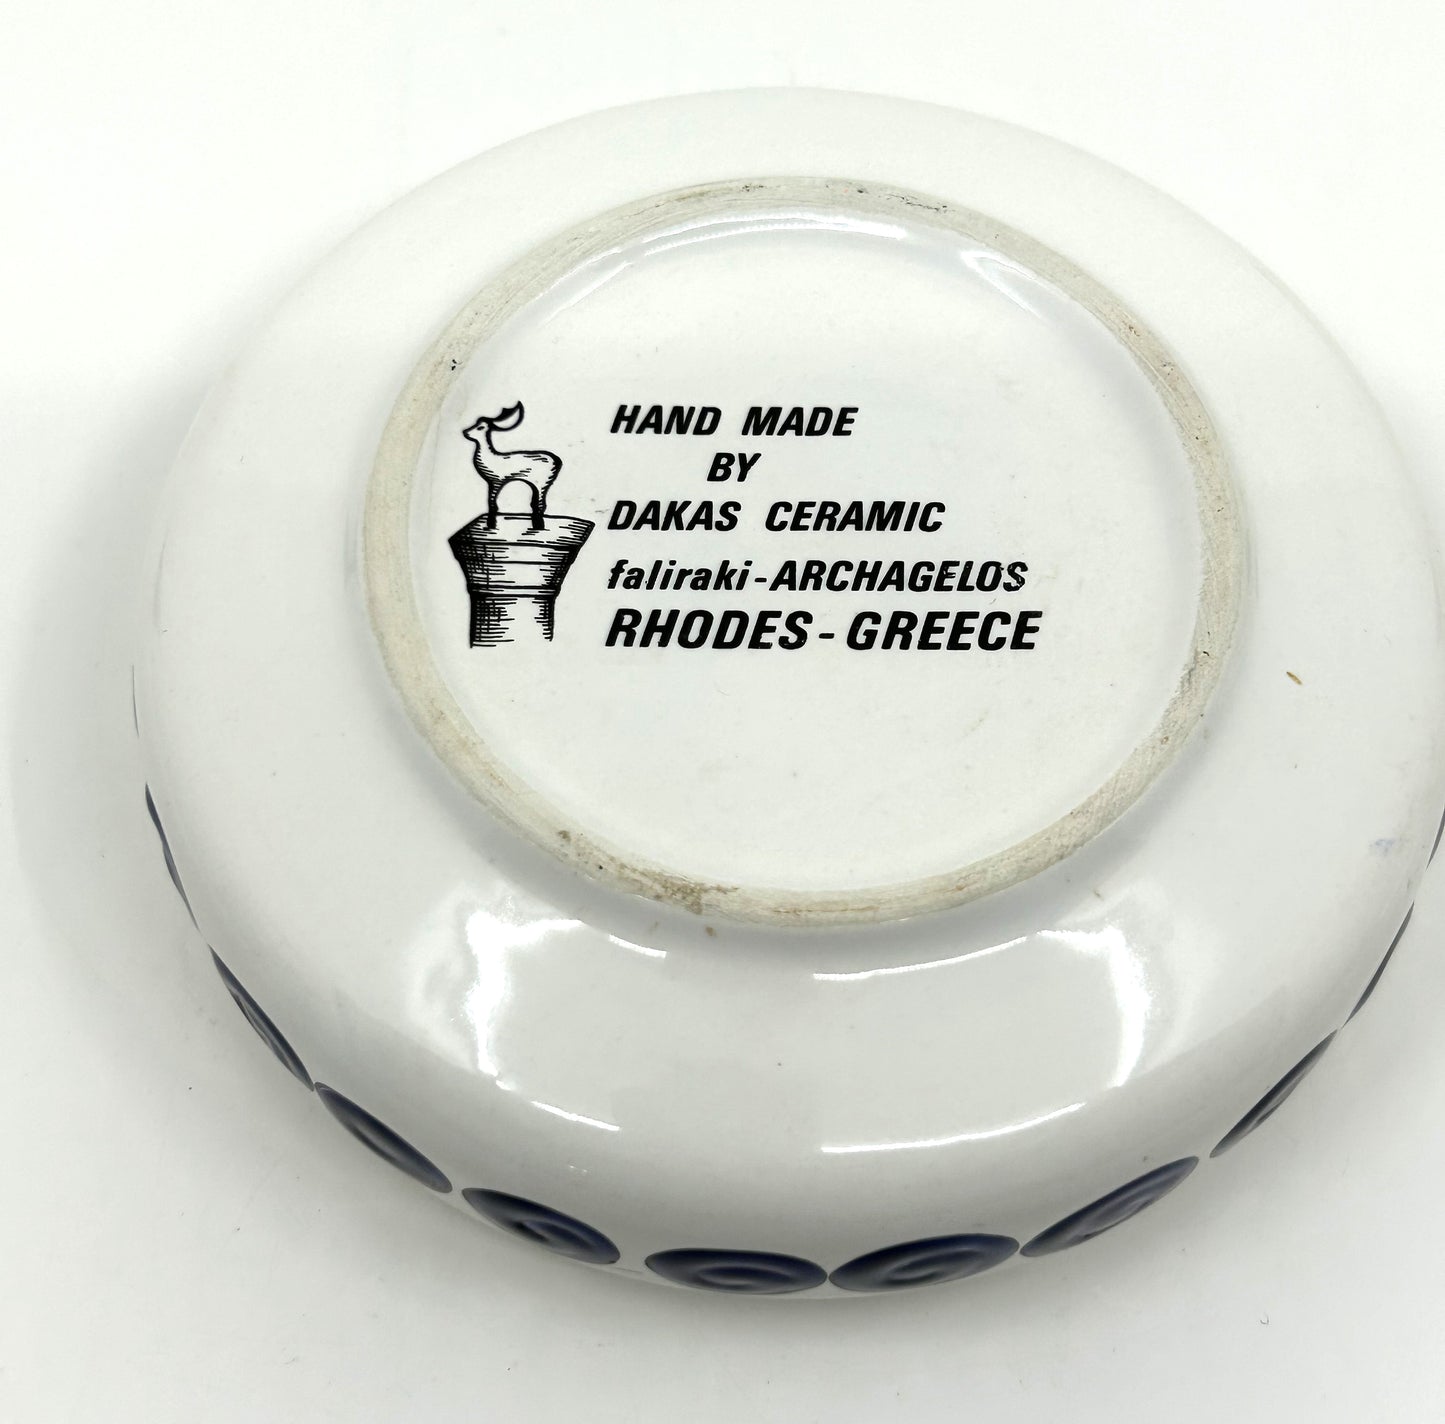 HAND MADE
BY
DAKAS CERAMIC
faliraki-ARCHAGELOS
RHODES-GREECE